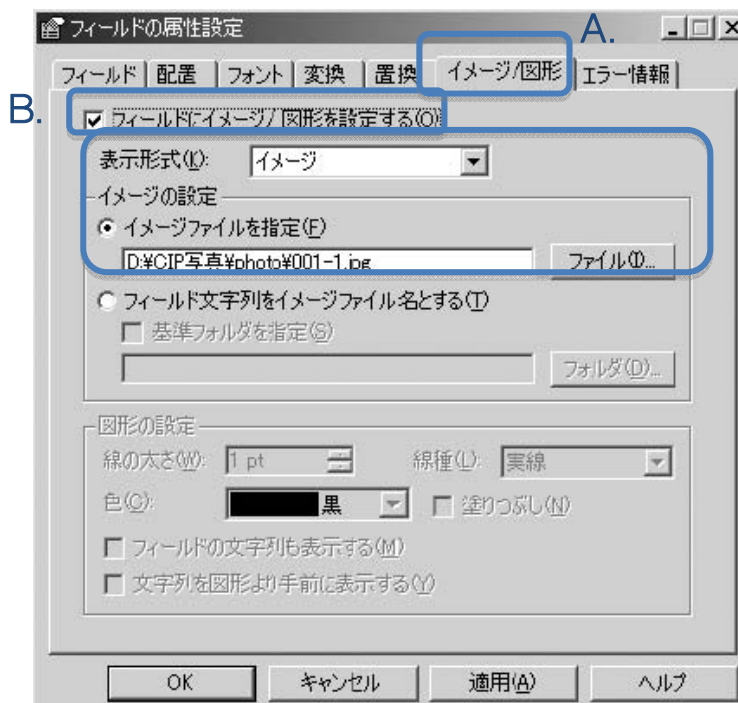 フィールドの属性設定
A.
フィールド 配置 フォント 変換 置換 イメージ/図形 エラー情報
B.
フィールドにイメージ/図形を設定する(O)
表示形式(K): イメージ
イメージの設定
イメージファイルを指定(F)
D:¥CIP写真¥photo¥001-1.jpg ファイル(I)...
フィールド文字列をイメージファイル名とする(T)
基準フォルダを指定(S)
フォルダ(D)...
図形の設定
線の太さ(W): 1 pt 線種(L): 実線
色(C): 黒 塗りつぶし(N)
フィールドの文字列も表示する(M)
文字列を図形より手前に表示する(Y)
OK キャンセル 適用(A) ヘルプ